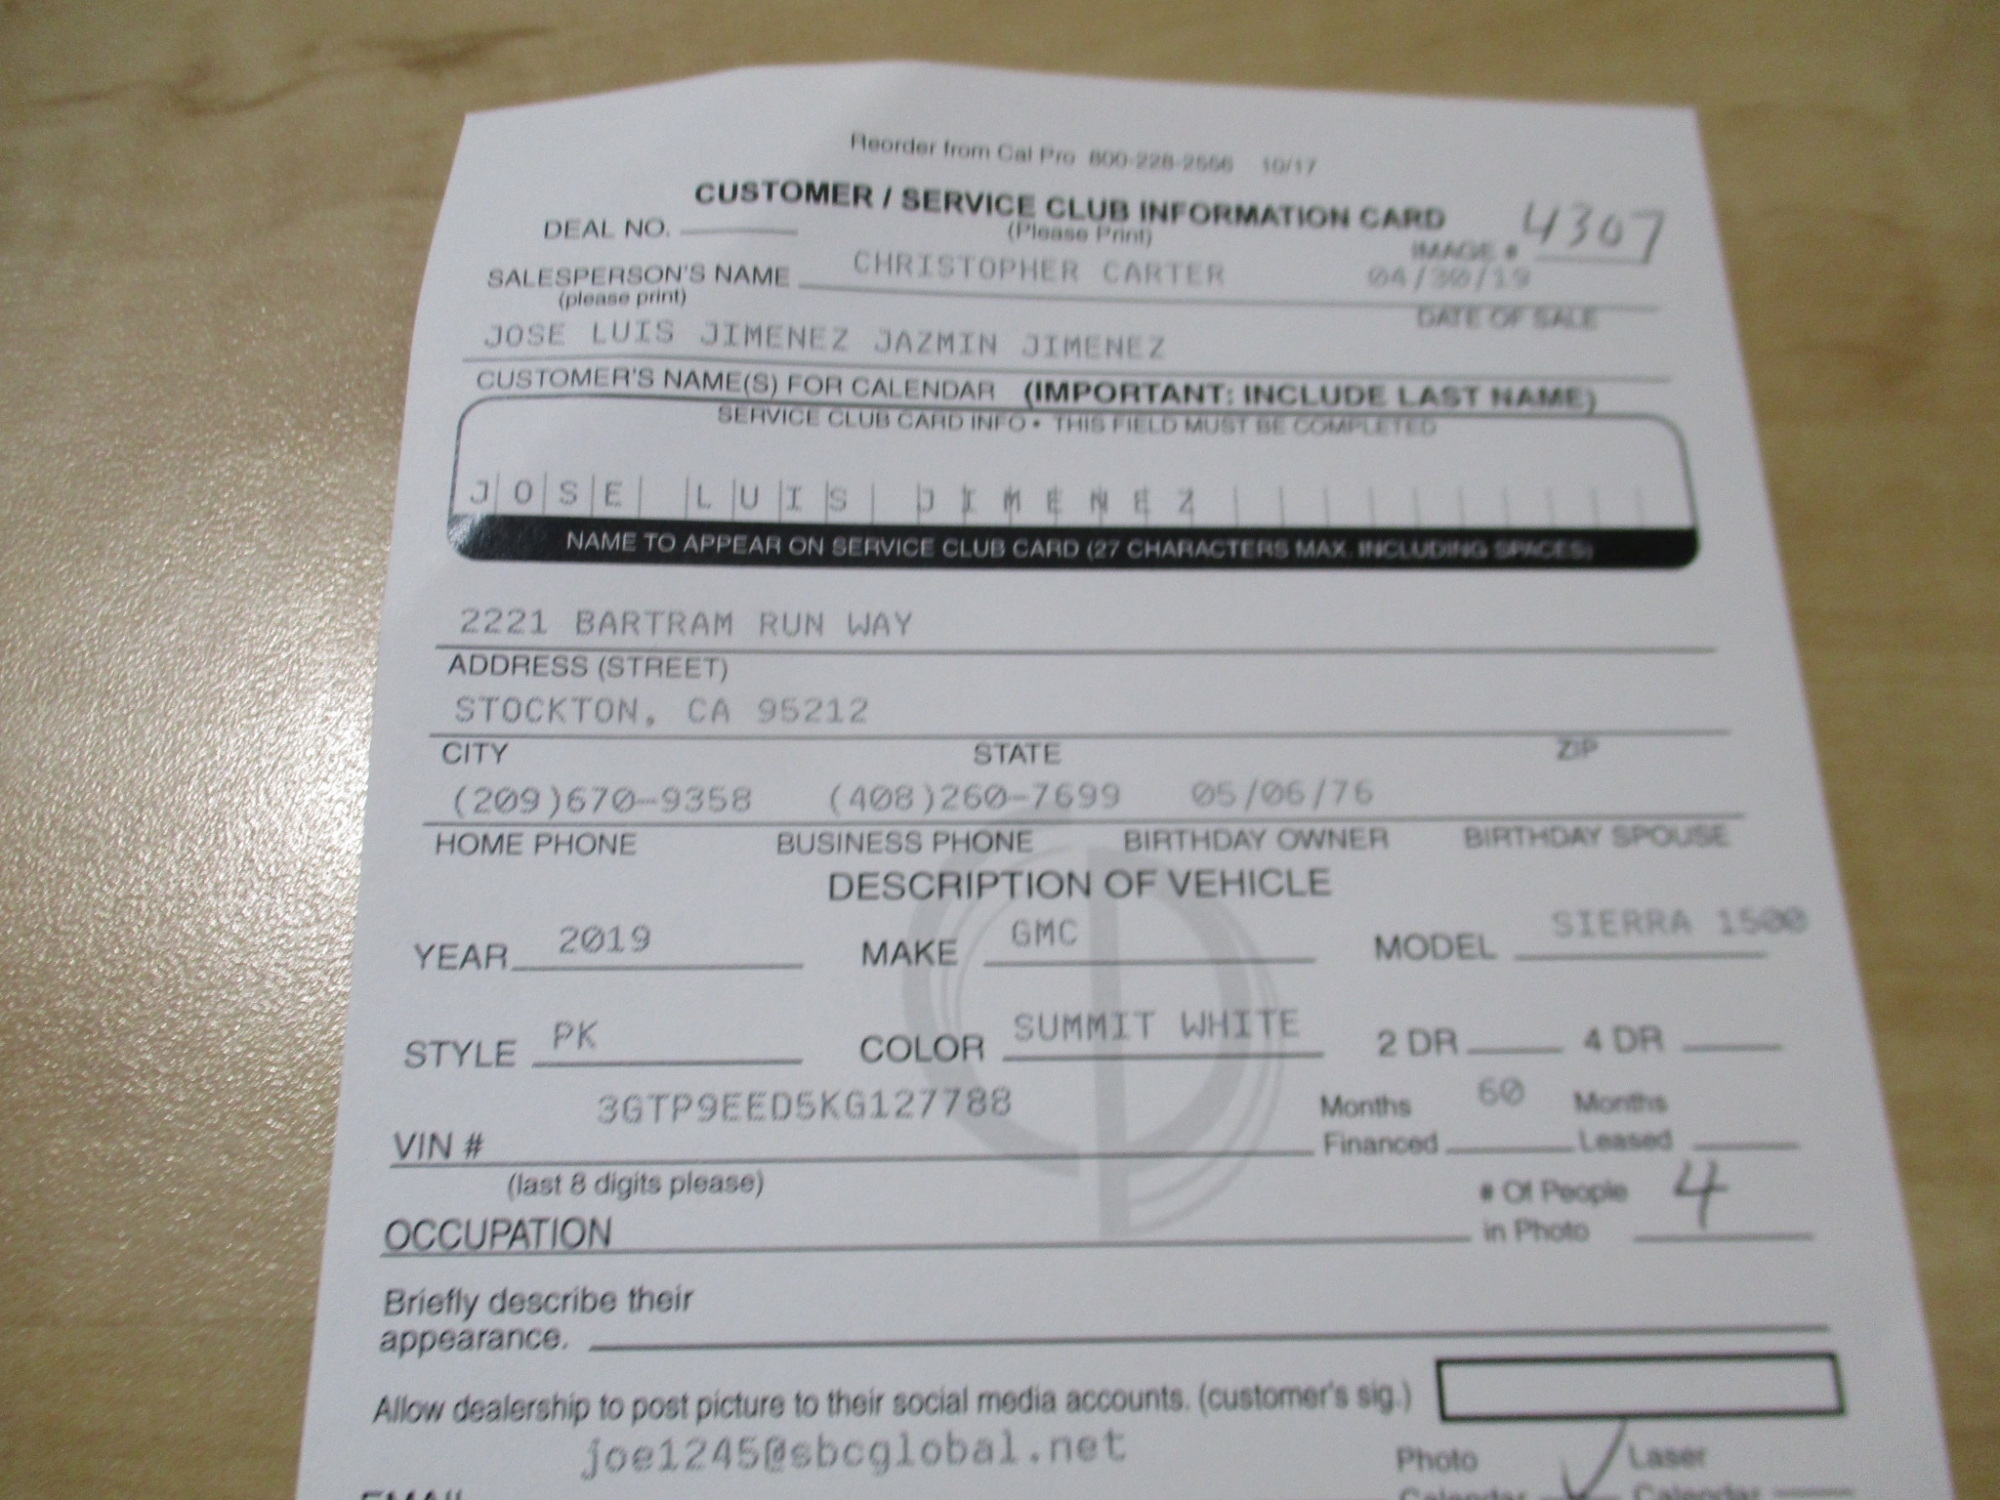 Reorder from Cal Pro 800-228-2556 10/17
CUSTOMER / SERVICE CLUB INFORMATION CARD
(Please Print)
DEAL NO.
IMAGE # 4307
SALESPERSON'S NAME CHRISTOPHER CARTER 04/30/19
(please print)
DATE OF SALE
JOSE LUIS JIMENEZ JAZMIN JIMENEZ
CUSTOMER'S NAME(S) FOR CALENDAR (IMPORTANT: INCLUDE LAST NAME)
SERVICE CLUB CARD INFO • THIS FIELD MUST BE COMPLETED
JOSE LUIS JIMENEZ
NAME TO APPEAR ON SERVICE CLUB CARD (27 CHARACTERS MAX. INCLUDING SPACES)
2221 BARTRAM RUN WAY
ADDRESS (STREET)
STOCKTON, CA 95212
CITY STATE ZIP
(209)670-9358 (408)260-7699 05/06/76
HOME PHONE BUSINESS PHONE BIRTHDAY OWNER BIRTHDAY SPOUSE
DESCRIPTION OF VEHICLE
YEAR 2019 MAKE GMC MODEL SIERRA 1500
STYLE PK COLOR SUMMIT WHITE 2 DR 4 DR
3GTP9EED5KG127788
Months 60 Months
VIN # Financed Leased
(last 8 digits please)
# Of People 4
OCCUPATION in Photo
Briefly describe their
appearance.
Allow dealership to post picture to their social media accounts. (customer's sig.)
joe1245@sbcglobal.net
Photo Laser
EMAIL Calendar Calendar